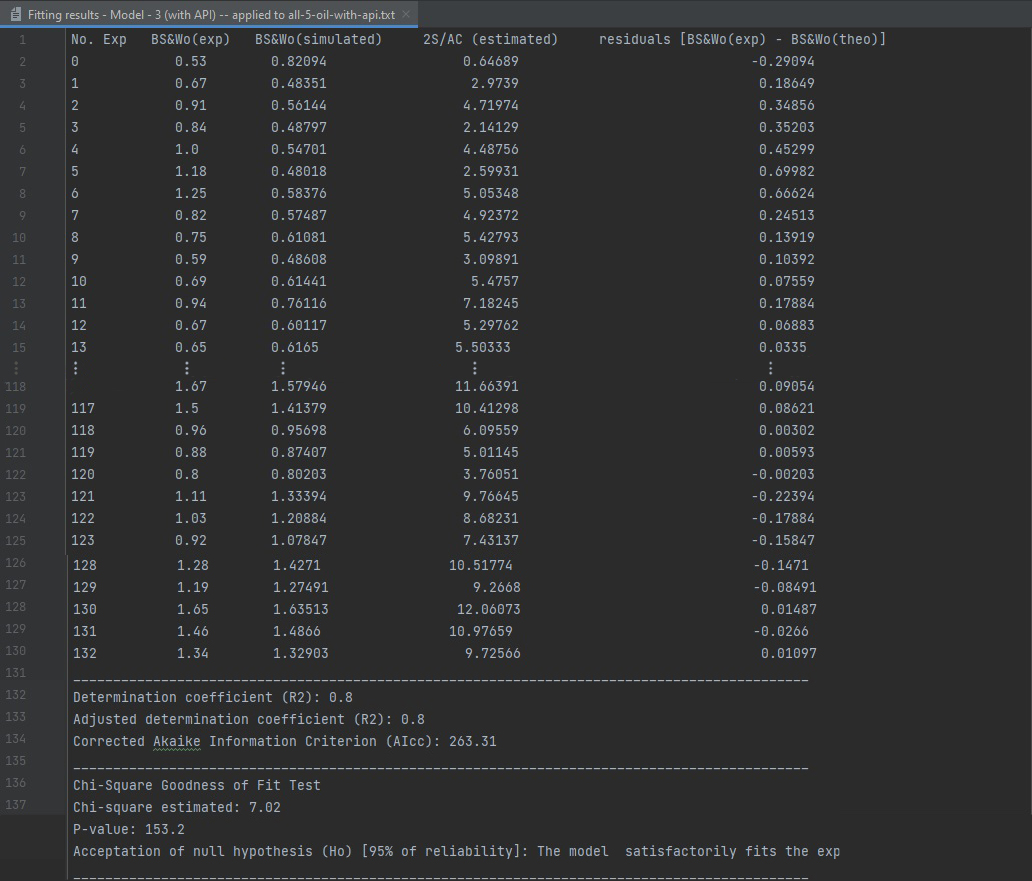 Fitting results - Model - 3 (with API) -- applied to all-5-oil-with-api.txt
1 No. Exp BS&Wo(exp) BS&Wo(simulated) 2S/AC (estimated) residuals [BS&Wo(exp) - BS&Wo(theo)]
2 0 0.53 0.82094 0.64689 -0.29094
3 1 0.67 0.48351 2.9739 0.18649
4 2 0.91 0.56144 4.71974 0.34856
5 3 0.84 0.48797 2.14129 0.35203
6 4 1.0 0.54701 4.48756 0.45299
7 5 1.18 0.48018 2.59931 0.69982
8 6 1.25 0.58376 5.05348 0.66624
9 7 0.82 0.57487 4.92372 0.24513
10 8 0.75 0.61081 5.42793 0.13919
11 9 0.59 0.48608 3.09891 0.10392
12 10 0.69 0.61441 5.4757 0.07559
13 11 0.94 0.76116 7.18245 0.17884
14 12 0.67 0.60117 5.29762 0.06883
15 13 0.65 0.6165 5.50333 0.0335
⋮ ⋮ ⋮ ⋮ ⋮ ⋮
118 1.67 1.57946 11.66391 0.09054
119 117 1.5 1.41379 10.41298 0.08621
120 118 0.96 0.95698 6.09559 0.00302
121 119 0.88 0.87407 5.01145 0.00593
122 120 0.8 0.80203 3.76051 -0.00203
123 121 1.11 1.33394 9.76645 -0.22394
124 122 1.03 1.20884 8.68231 -0.17884
125 123 0.92 1.07847 7.43137 -0.15847
126 128 1.28 1.4271 10.51774 -0.1471
127 129 1.19 1.27491 9.2668 -0.08491
128 130 1.65 1.63513 12.06073 0.01487
129 131 1.46 1.4866 10.97659 -0.0266
130 132 1.34 1.32903 9.72566 0.01097
131
132 Determination coefficient (R2): 0.8
133 Adjusted determination coefficient (R2): 0.8
134 Corrected Akaike Information Criterion (AIcc): 263.31
135
136 Chi-Square Goodness of Fit Test
137 Chi-square estimated: 7.02
P-value: 153.2
Acceptation of null hypothesis (Ho) [95% of reliability]: The model satisfactorily fits the exp